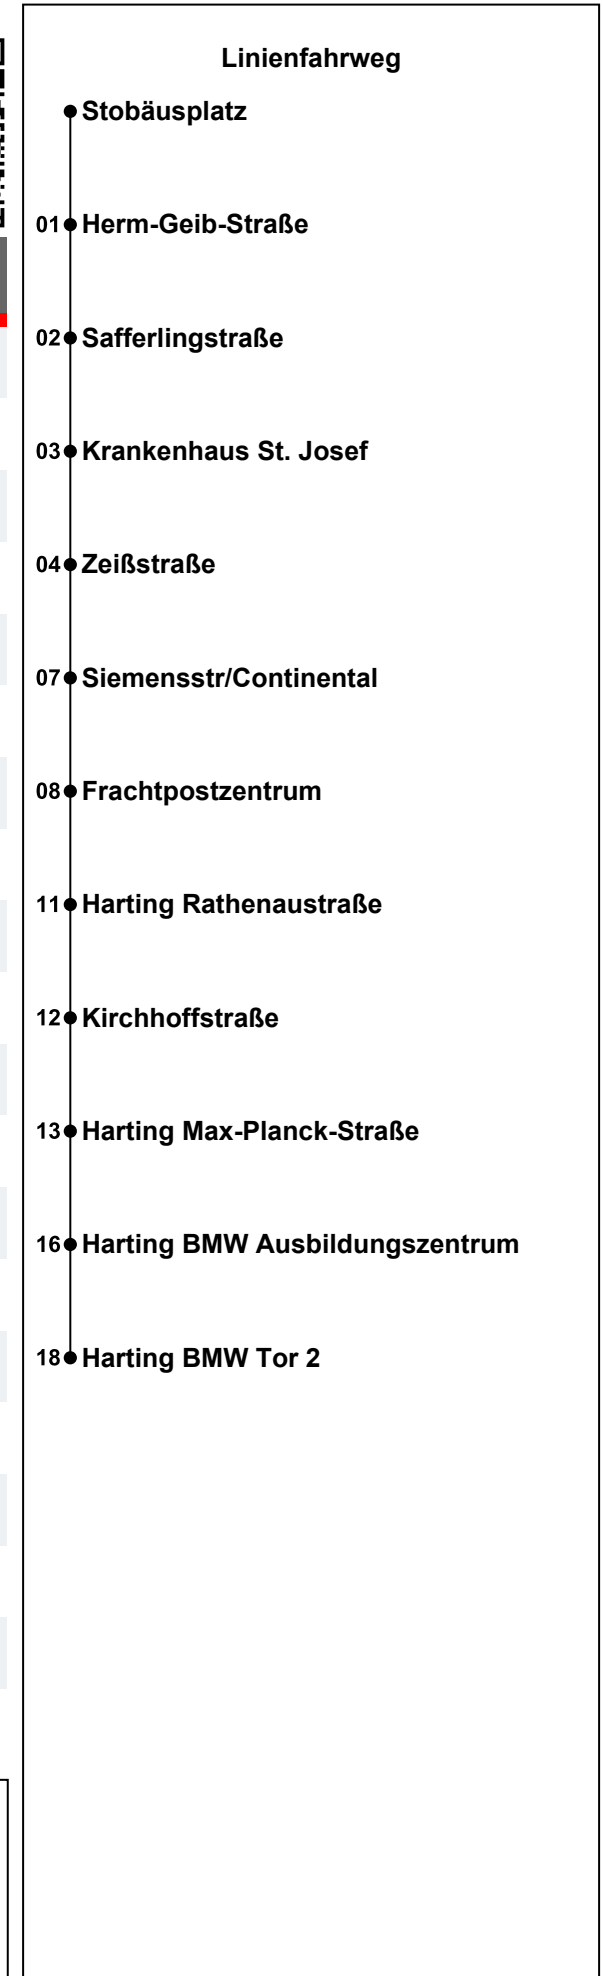 Linienfahrweg
Stobäusplatz
01 Herm-Geib-Straße
02 Safferlingstraße
03 Krankenhaus St. Josef
04 Zeißstraße
07 Siemensstr/Continental
08 Frachtpostzentrum
11 Harting Rathenaustraße
12 Kirchhoffstraße
13 Harting Max-Planck-Straße
16 Harting BMW Ausbildungszentrum
18 Harting BMW Tor 2